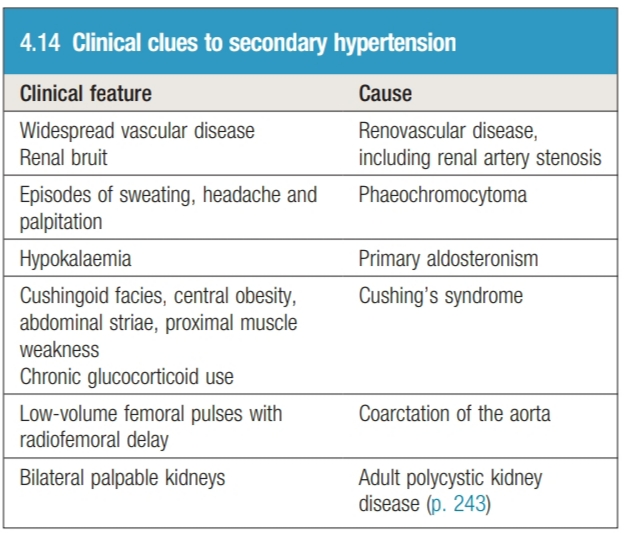 4.14 Clinical clues to secondary hypertension
Clinical feature Cause
Widespread vascular disease
Renal bruit
Renovascular disease,
including renal artery stenosis
Episodes of sweating, headache and
palpitation
Phaeochromocytoma
Hypokalaemia
Primary aldosteronism
Cushingoid facies, central obesity,
abdominal striae, proximal muscle
weakness
Chronic glucocorticoid use
Cushing's syndrome
Low-volume femoral pulses with
radiofemoral delay
Coarctation of the aorta
Bilateral palpable kidneys
Adult polycystic kidney
disease (p. 243)